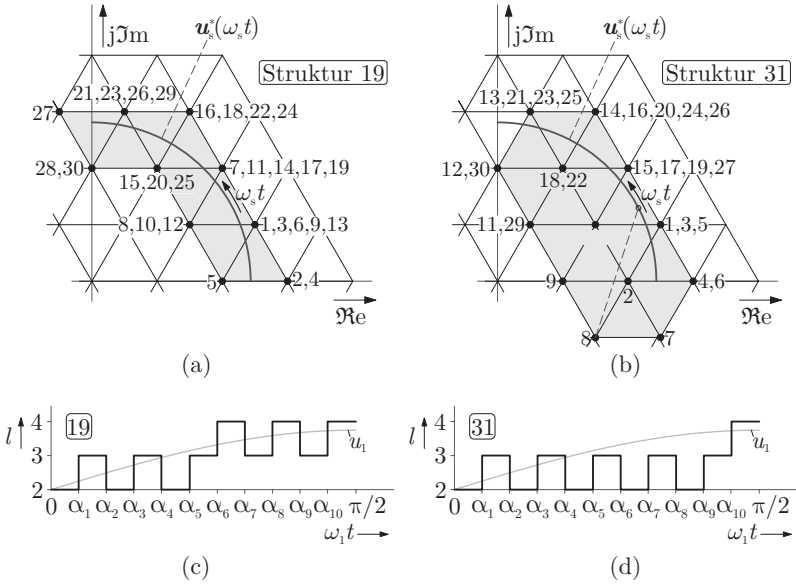 j𝕴m
u*ₛ(ωₛt)
Struktur 19
21,23,26,29
27
16,18,22,24
28,30
7,11,14,17,19
15,20,25
ωₛt
8,10,12
1,3,6,9,13
5
2,4
𝕽e
(a)
j𝕴m
u*ₛ(ωₛt)
Struktur 31
13,21,23,25
14,16,20,24,26
12,30
15,17,19,27
18,22
ωₛt
11,29
1,3,5
9
4,6
2
𝕽e
8
7
(b)
l
4
3
2
19
u₁
0 α₁ α₂ α₃ α₄ α₅ α₆ α₇ α₈ α₉ α₁₀ π/2
ω₁t
(c)
l
4
3
2
31
u₁
0 α₁ α₂ α₃ α₄ α₅ α₆ α₇ α₈ α₉ α₁₀ π/2
ω₁t
(d)